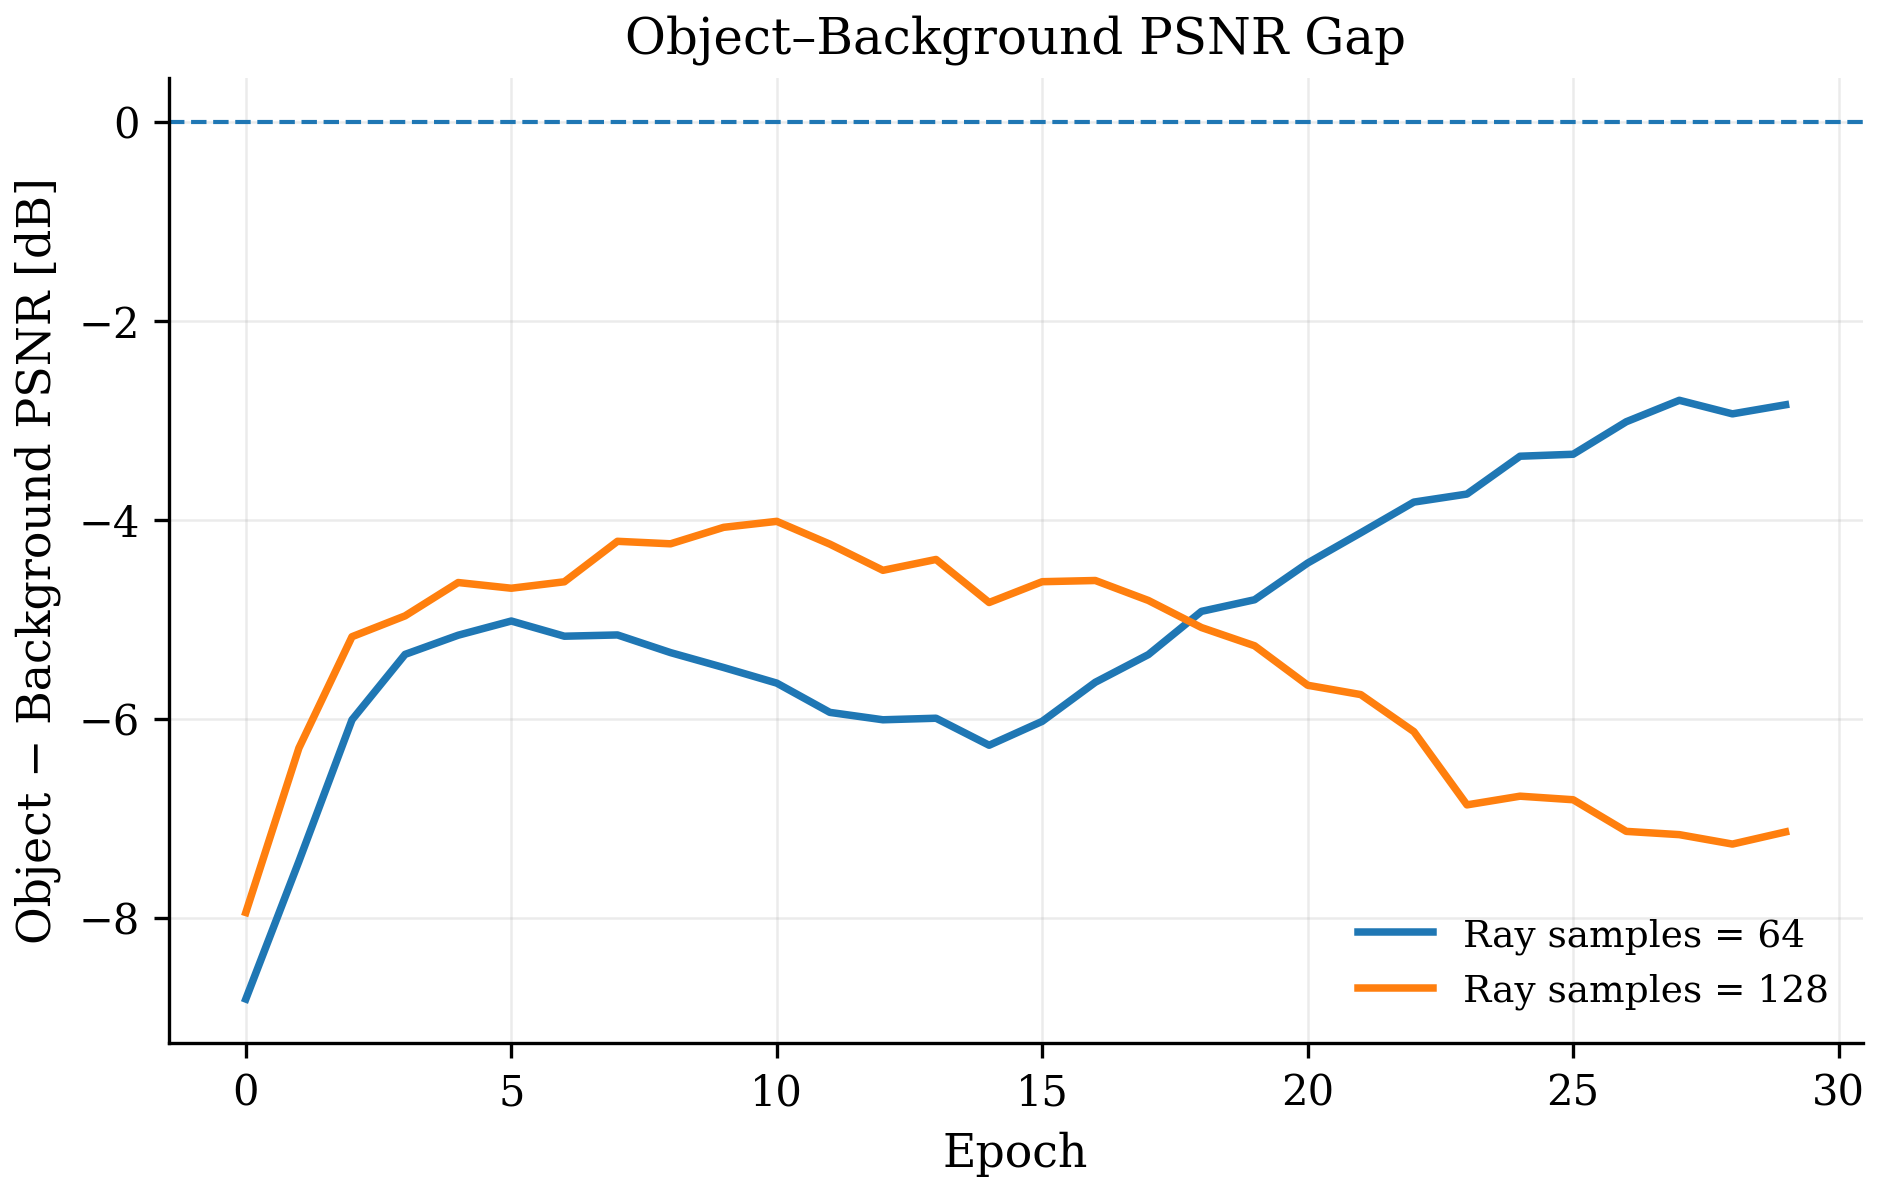 Object–Background PSNR Gap
Object − Background PSNR [dB]
0
−2
−4
−6
−8
Ray samples = 64
Ray samples = 128
0 5 10 15 20 25 30
Epoch